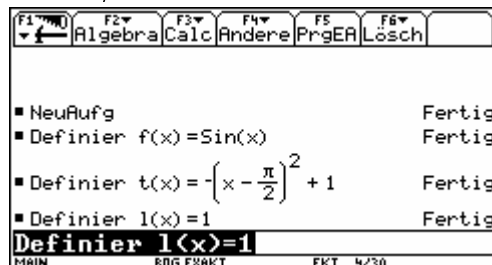 F1 F2 Algebra F3 Calc F4 Andere F5 PrgEA F6 Lösch
NeuAufg Fertig
Definier f(x)=Sin(x) Fertig
Definier t(x)=-(x-π/2)²+1 Fertig
Definier l(x)=1 Fertig
Definier l(x)=1
MAIN BOG EXAKT FKT 4/30